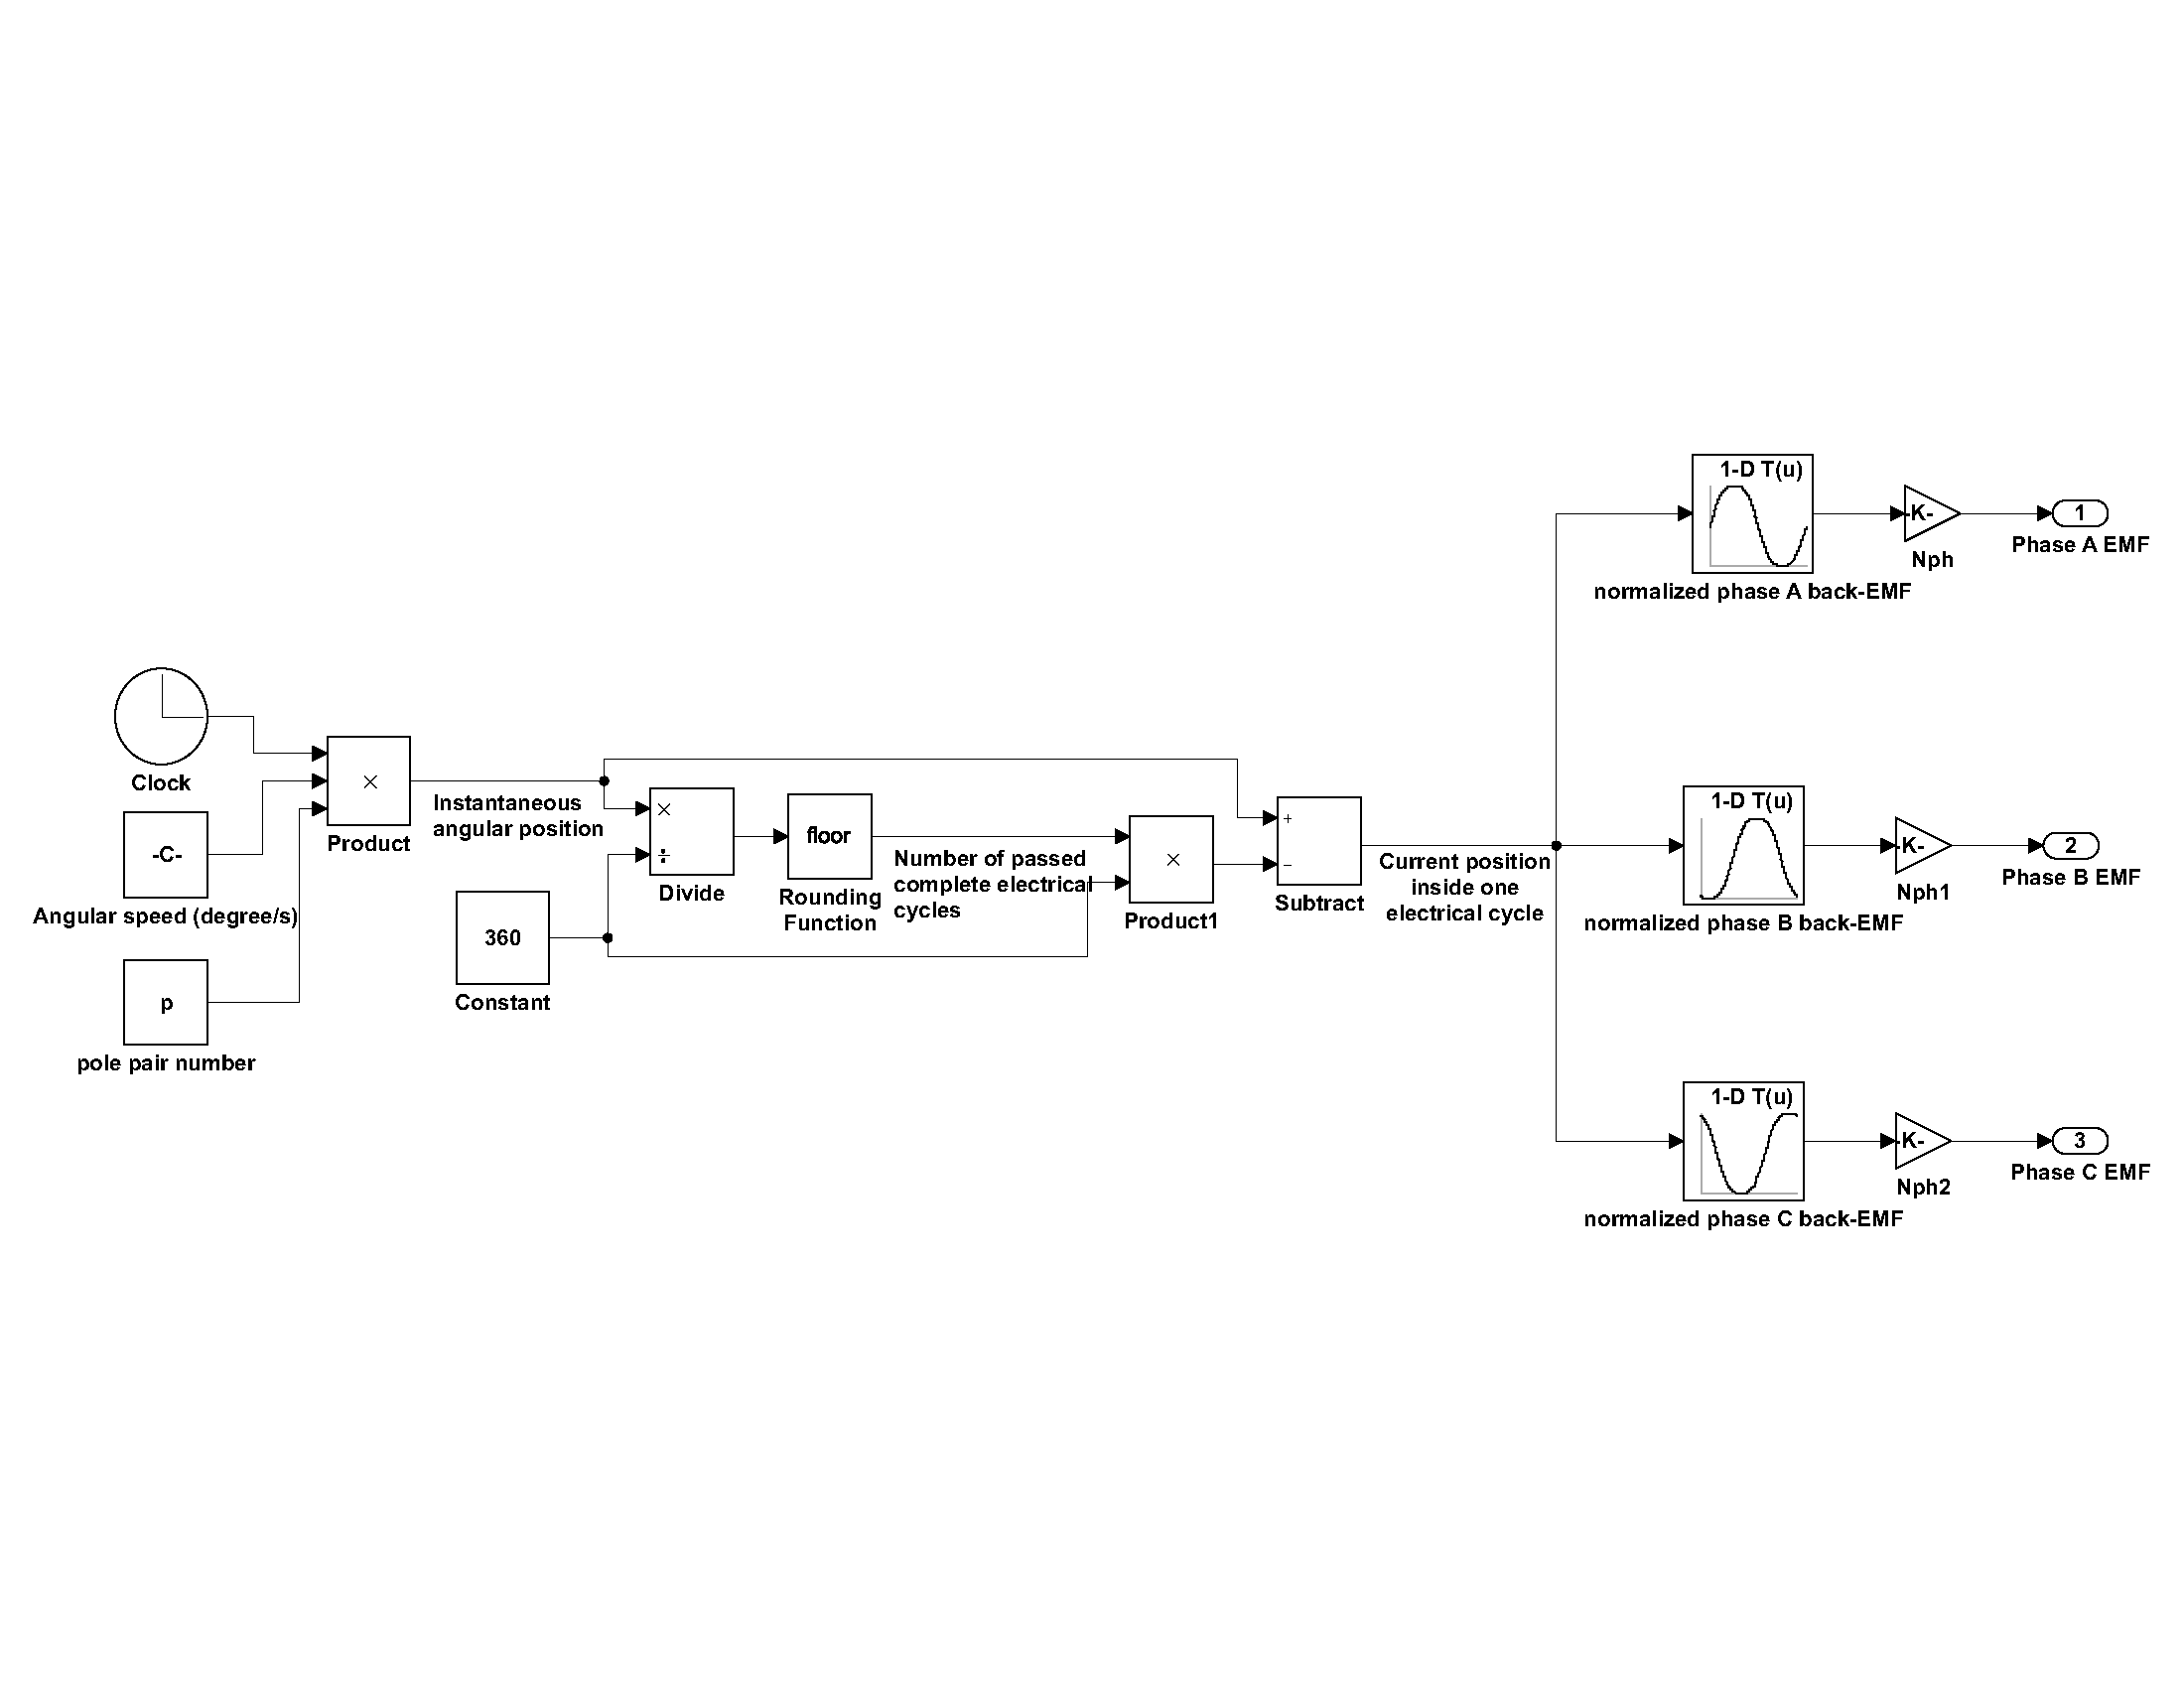 1-D T(u)
-K-
1
Nph
Phase A EMF
normalized phase A back-EMF
Clock
×
Product
-C-
Angular speed (degree/s)
p
pole pair number
Instantaneous
angular position
×
÷
Divide
360
Constant
floor
Rounding
Function
Number of passed
complete electrical
cycles
×
Product1
+
−
Subtract
Current position
inside one
electrical cycle
1-D T(u)
-K-
2
Nph1
Phase B EMF
normalized phase B back-EMF
1-D T(u)
-K-
3
Nph2
Phase C EMF
normalized phase C back-EMF